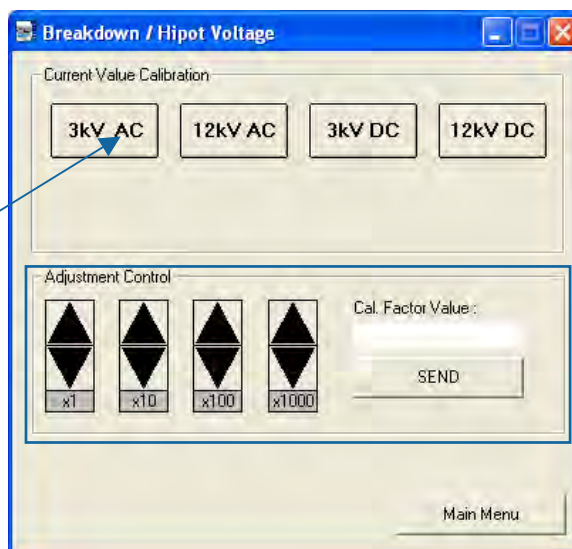 Breakdown / Hipot Voltage
Current Value Calibration
3kV AC 12kV AC 3kV DC 12kV DC
Adjustment Control
Cal. Factor Value :
SEND
x1 x10 x100 x1000
Main Menu